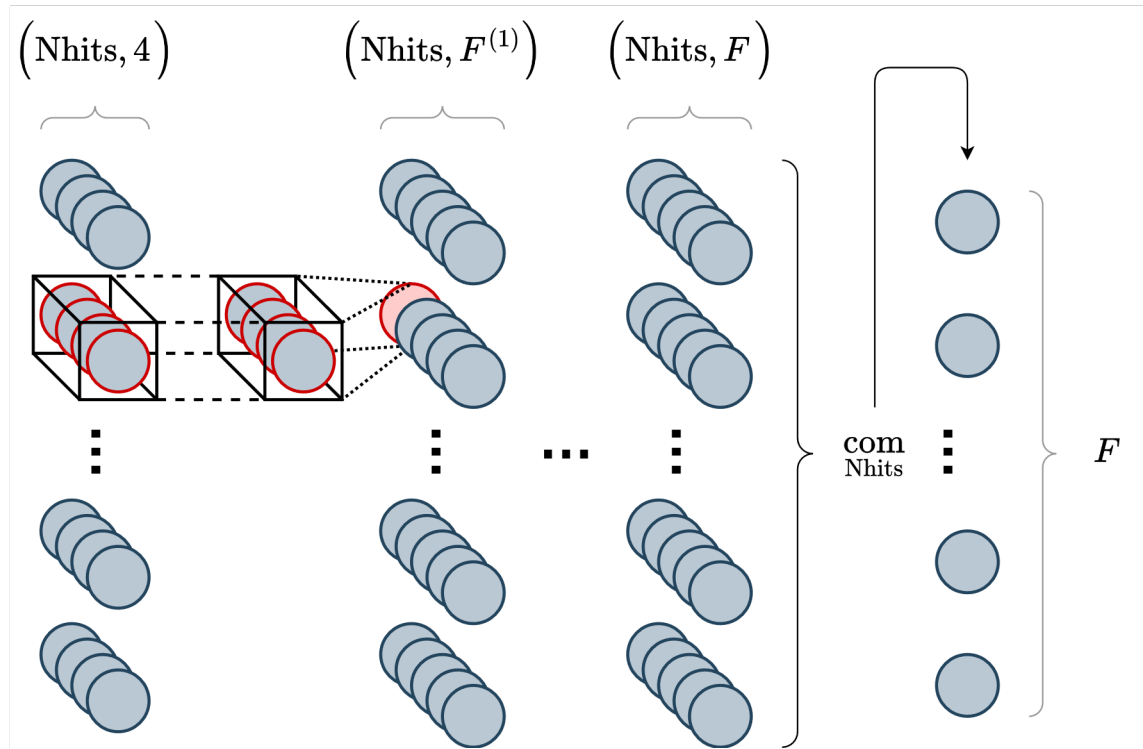 (Nhits, 4)
(Nhits, F⁽¹⁾)
(Nhits, F)
com
Nhits
F